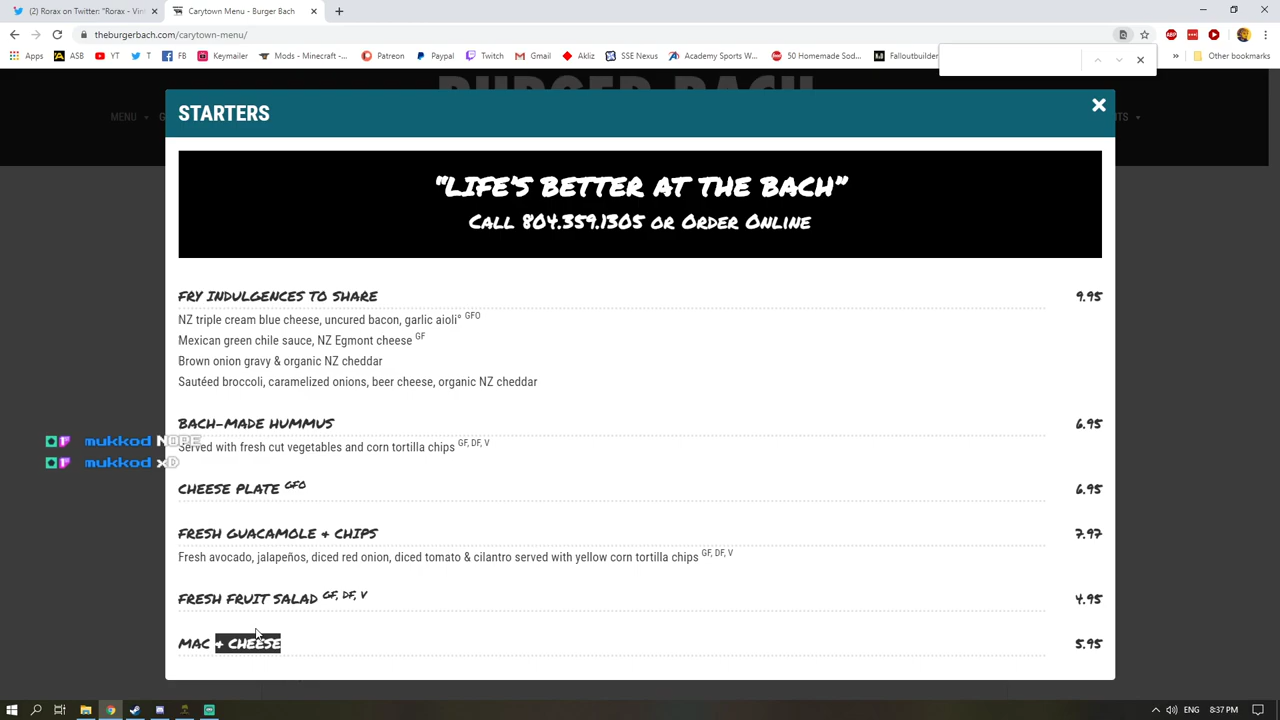 (2) Rorax on Twitter: "Rorax - Vin
Carytown Menu - Burger Bach
theburgerbach.com/carytown-menu/
Apps
ASB
YT
T
FB
Keymailer
Mods - Minecraft -...
Patreon
Paypal
Twitch
Gmail
Akliz
SSE Nexus
Academy Sports W...
50 Homemade Sod...
Falloutbuilder
Other bookmarks
BURGER BACH
MENU
STARTERS
"LIFE'S BETTER AT THE BACH"
CALL 804.359.1305 OR ORDER ONLINE
FRY INDULGENCES TO SHARE 9.95
NZ triple cream blue cheese, uncured bacon, garlic aioli° GFO
Mexican green chile sauce, NZ Egmont cheese GF
Brown onion gravy & organic NZ cheddar
Sautéed broccoli, caramelized onions, beer cheese, organic NZ cheddar
BACH-MADE HUMMUS 6.95
mukkod NOPE
Served with fresh cut vegetables and corn tortilla chips GF, DF, V
mukkod xD
CHEESE PLATE GFO 6.95
FRESH GUACAMOLE + CHIPS 7.97
Fresh avocado, jalapeños, diced red onion, diced tomato & cilantro served with yellow corn tortilla chips GF, DF, V
FRESH FRUIT SALAD GF, DF, V 4.95
MAC + CHEESE 5.95
8:37 PM